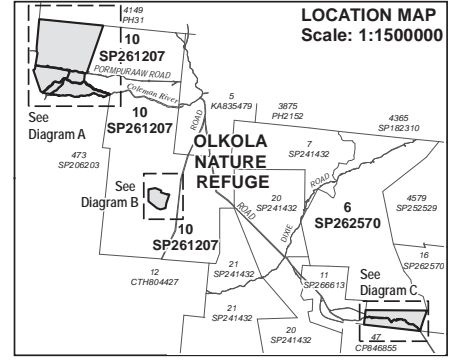 LOCATION MAP
Scale: 1:1500000
4149
PH31
10
SP261207
PORMPURAAW ROAD
Coleman River
See
Diagram A
10
SP261207
5
KA835479
3875
PH2152
4365
SP182310
ROAD
OLKOLA
NATURE
REFUGE
7
SP241432
473
SP206203
See
Diagram B
ROAD
20
SP241432
ROAD
6
SP262570
4579
SP252529
DIXIE
10
SP261207
16
SP262570
12
CTH804427
21
SP241432
11
SP266613
See
Diagram C
21
SP241432
20
SP241432
47
CP846855